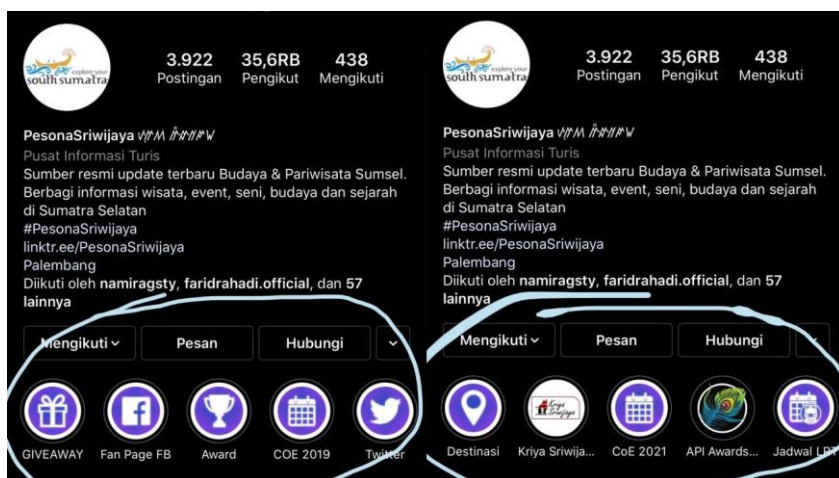 explore your
south sumatra
3.922 35,6RB 438
Postingan Pengikut Mengikuti
PesonaSriwijaya
Pusat Informasi Turis
Sumber resmi update terbaru Budaya & Pariwisata Sumsel.
Berbagi informasi wisata, event, seni, budaya dan sejarah
di Sumatra Selatan
#PesonaSriwijaya
linktr.ee/PesonaSriwijaya
Palembang
Diikuti oleh namiragsty, faridrahadi.official, dan 57
lainnya
Mengikuti Pesan Hubungi
GIVEAWAY Fan Page FB Award COE 2019 Twitter
explore your
south sumatra
3.922 35,6RB 438
Postingan Pengikut Mengikuti
PesonaSriwijaya
Pusat Informasi Turis
Sumber resmi update terbaru Budaya & Pariwisata Sumsel.
Berbagi informasi wisata, event, seni, budaya dan sejarah
di Sumatra Selatan
#PesonaSriwijaya
linktr.ee/PesonaSriwijaya
Palembang
Diikuti oleh namiragsty, faridrahadi.official, dan 57
lainnya
Mengikuti Pesan Hubungi
Kriya
Sriwijaya
Destinasi Kriya Sriwija... CoE 2021 API Awards... Jadwal LRT